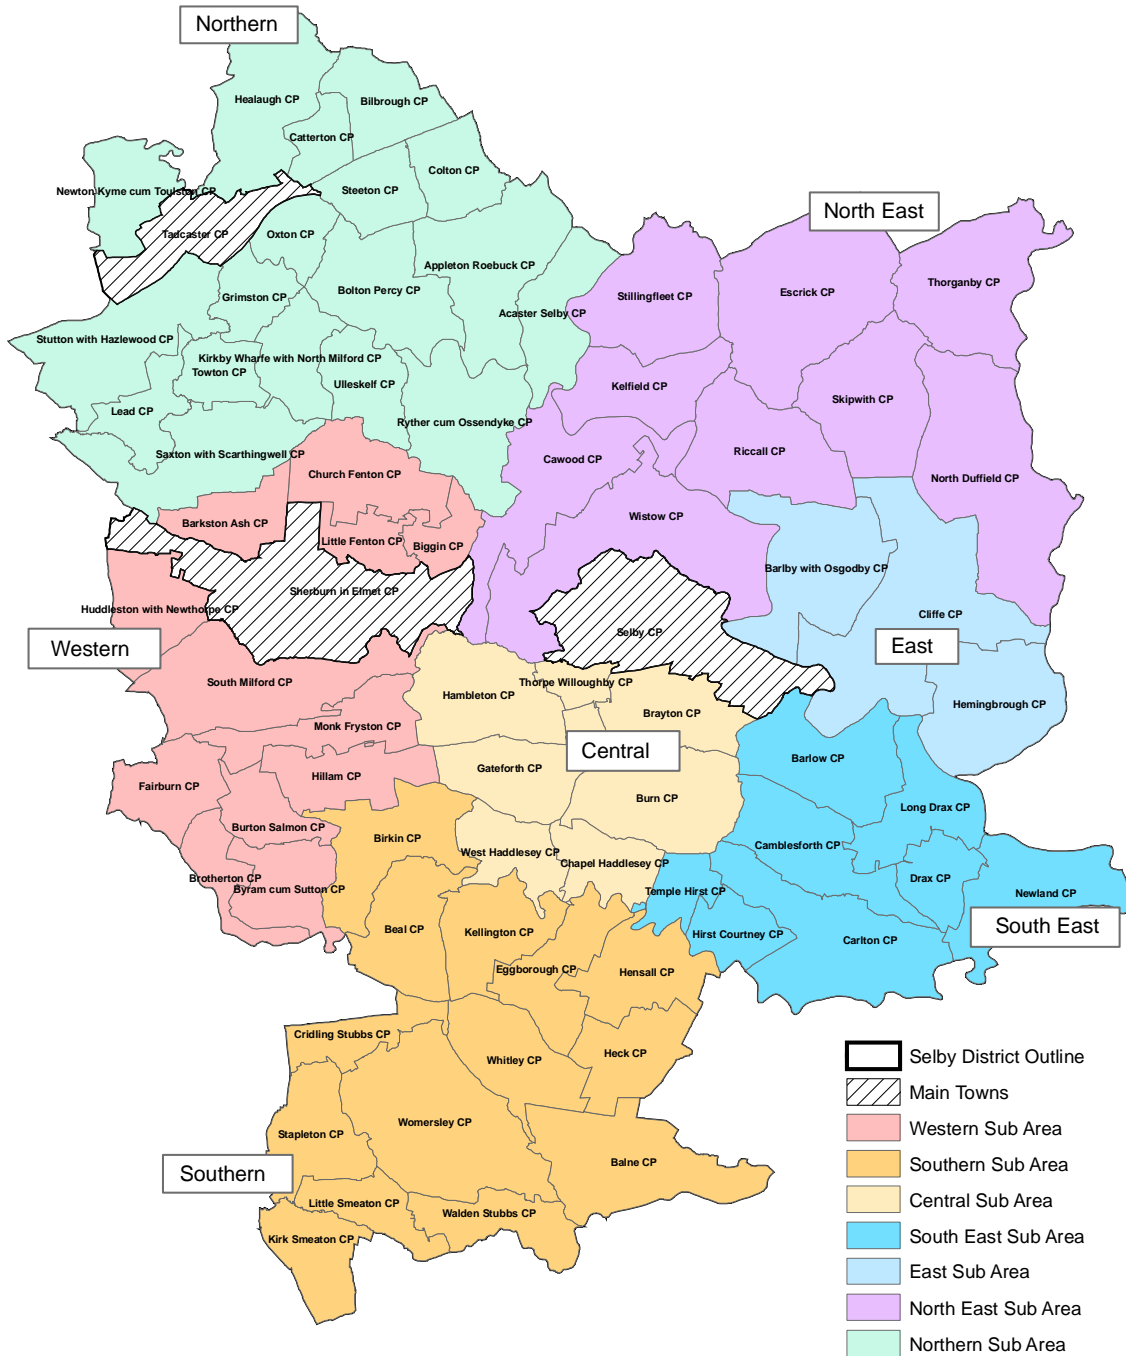 Northern
Healaugh CP
Bilbrough CP
Catterton CP
Colton CP
Steeton CP
Newton Kyme cum Toulston CP
Tadcaster CP
Oxton CP
North East
Appleton Roebuck CP
Thorganby CP
Bolton Percy CP
Escrick CP
Grimston CP
Stillingfleet CP
Acaster Selby CP
Stutton with Hazlewood CP
Kirkby Wharfe with North Milford CP
Towton CP
Ulleskelf CP
Kelfield CP
Skipwith CP
Lead CP
Ryther cum Ossendyke CP
Saxton with Scarthingwell CP
Riccall CP
Cawood CP
Church Fenton CP
North Duffield CP
Wistow CP
Barkston Ash CP
Little Fenton CP
Biggin CP
Barlby with Osgodby CP
Sherburn in Elmet CP
Huddleston with Newthorpe CP
Cliffe CP
Selby CP
Western
East
South Milford CP
Thorpe Willoughby CP
Hambleton CP
Hemingbrough CP
Brayton CP
Monk Fryston CP
Central
Barlow CP
Gateforth CP
Hillam CP
Fairburn CP
Burn CP
Long Drax CP
Burton Salmon CP
Birkin CP
Camblesforth CP
West Haddlesey CP
Chapel Haddlesey CP
Brotherton CP
Drax CP
Byram cum Sutton CP
Temple Hirst CP
Newland CP
South East
Beal CP
Kellington CP
Hirst Courtney CP
Carlton CP
Eggborough CP
Hensall CP
Cridling Stubbs CP
Heck CP
Whitley CP
Womersley CP
Stapleton CP
Balne CP
Southern
Little Smeaton CP
Walden Stubbs CP
Kirk Smeaton CP
Selby District Outline
Main Towns
Western Sub Area
Southern Sub Area
Central Sub Area
South East Sub Area
East Sub Area
North East Sub Area
Northern Sub Area